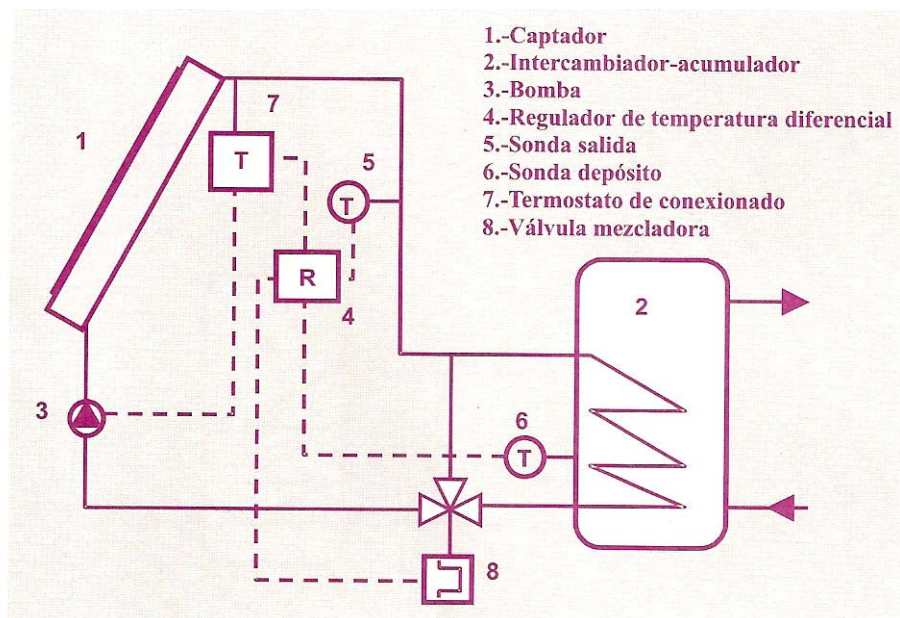 1.-Captador
2.-Intercambiador-acumulador
3.-Bomba
4.-Regulador de temperatura diferencial
5.-Sonda salida
6.-Sonda depósito
7.-Termostato de conexionado
8.-Válvula mezcladora
7
1
T
5
T
R
4
2
3
6
T
8